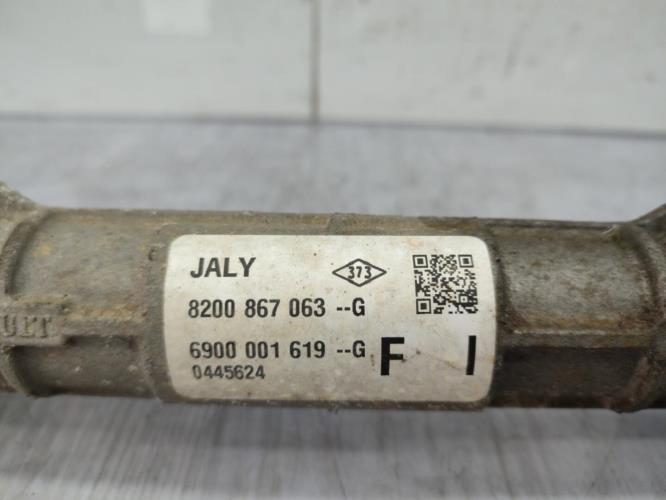 JALY
373
8200 867 063 --G
6900 001 619 --G
F I
0445624